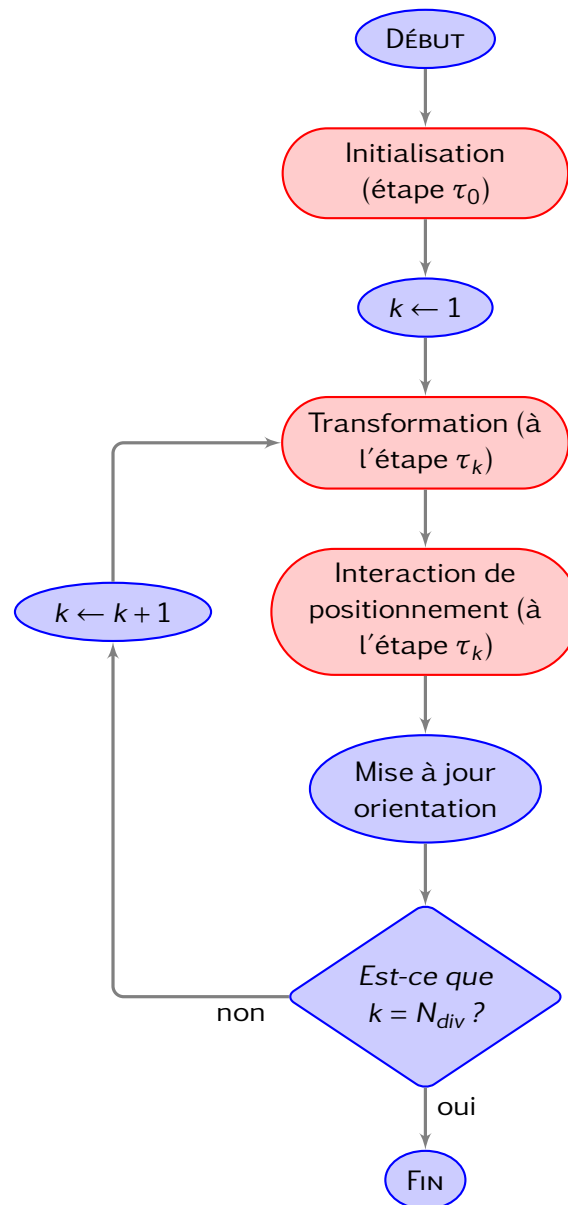 DÉBUT
Initialisation
(étape τ₀)
k ← 1
Transformation (à
l'étape τₖ)
Interaction de
positionnement (à
l'étape τₖ)
k ← k + 1
Mise à jour
orientation
Est-ce que
k = N_div ?
non
oui
FIN